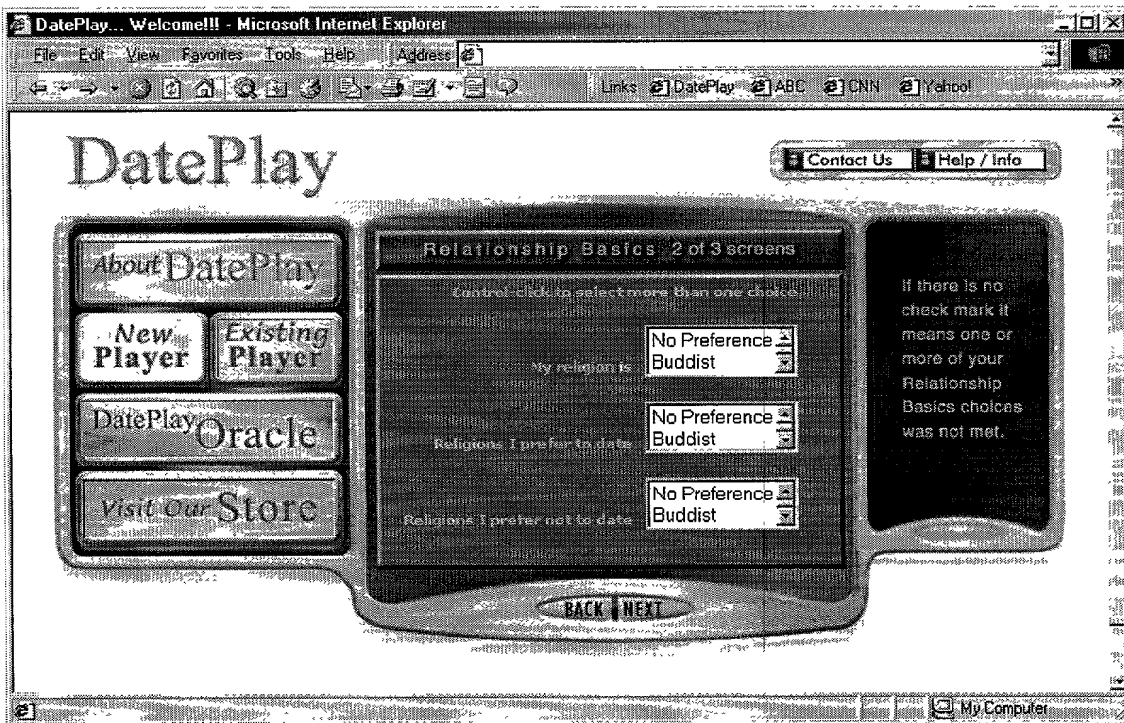 DatePlay... Welcome!!! - Microsoft Internet Explorer
File Edit View Favorites Tools Help Address
Links DatePlay ABC CNN Yahoo!
DatePlay
Contact Us Help / Info
About DatePlay
New Player
Existing Player
DatePlay Oracle
Visit Our Store
Relationship Basics 2 of 3 screens
Control-click to select more than one choice.
My religion is
No Preference
Buddist
Religions I prefer to date
No Preference
Buddist
Religions I prefer not to date
No Preference
Buddist
BACK NEXT
If there is no
check mark it
means one or
more of your
Relationship
Basics choices
was not met.
My Computer